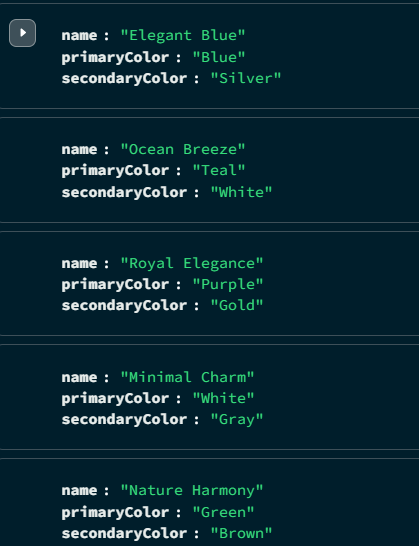 name : "Elegant Blue"
primaryColor : "Blue"
secondaryColor : "Silver"
name : "Ocean Breeze"
primaryColor : "Teal"
secondaryColor : "White"
name : "Royal Elegance"
primaryColor : "Purple"
secondaryColor : "Gold"
name : "Minimal Charm"
primaryColor : "White"
secondaryColor : "Gray"
name : "Nature Harmony"
primaryColor : "Green"
secondaryColor : "Brown"